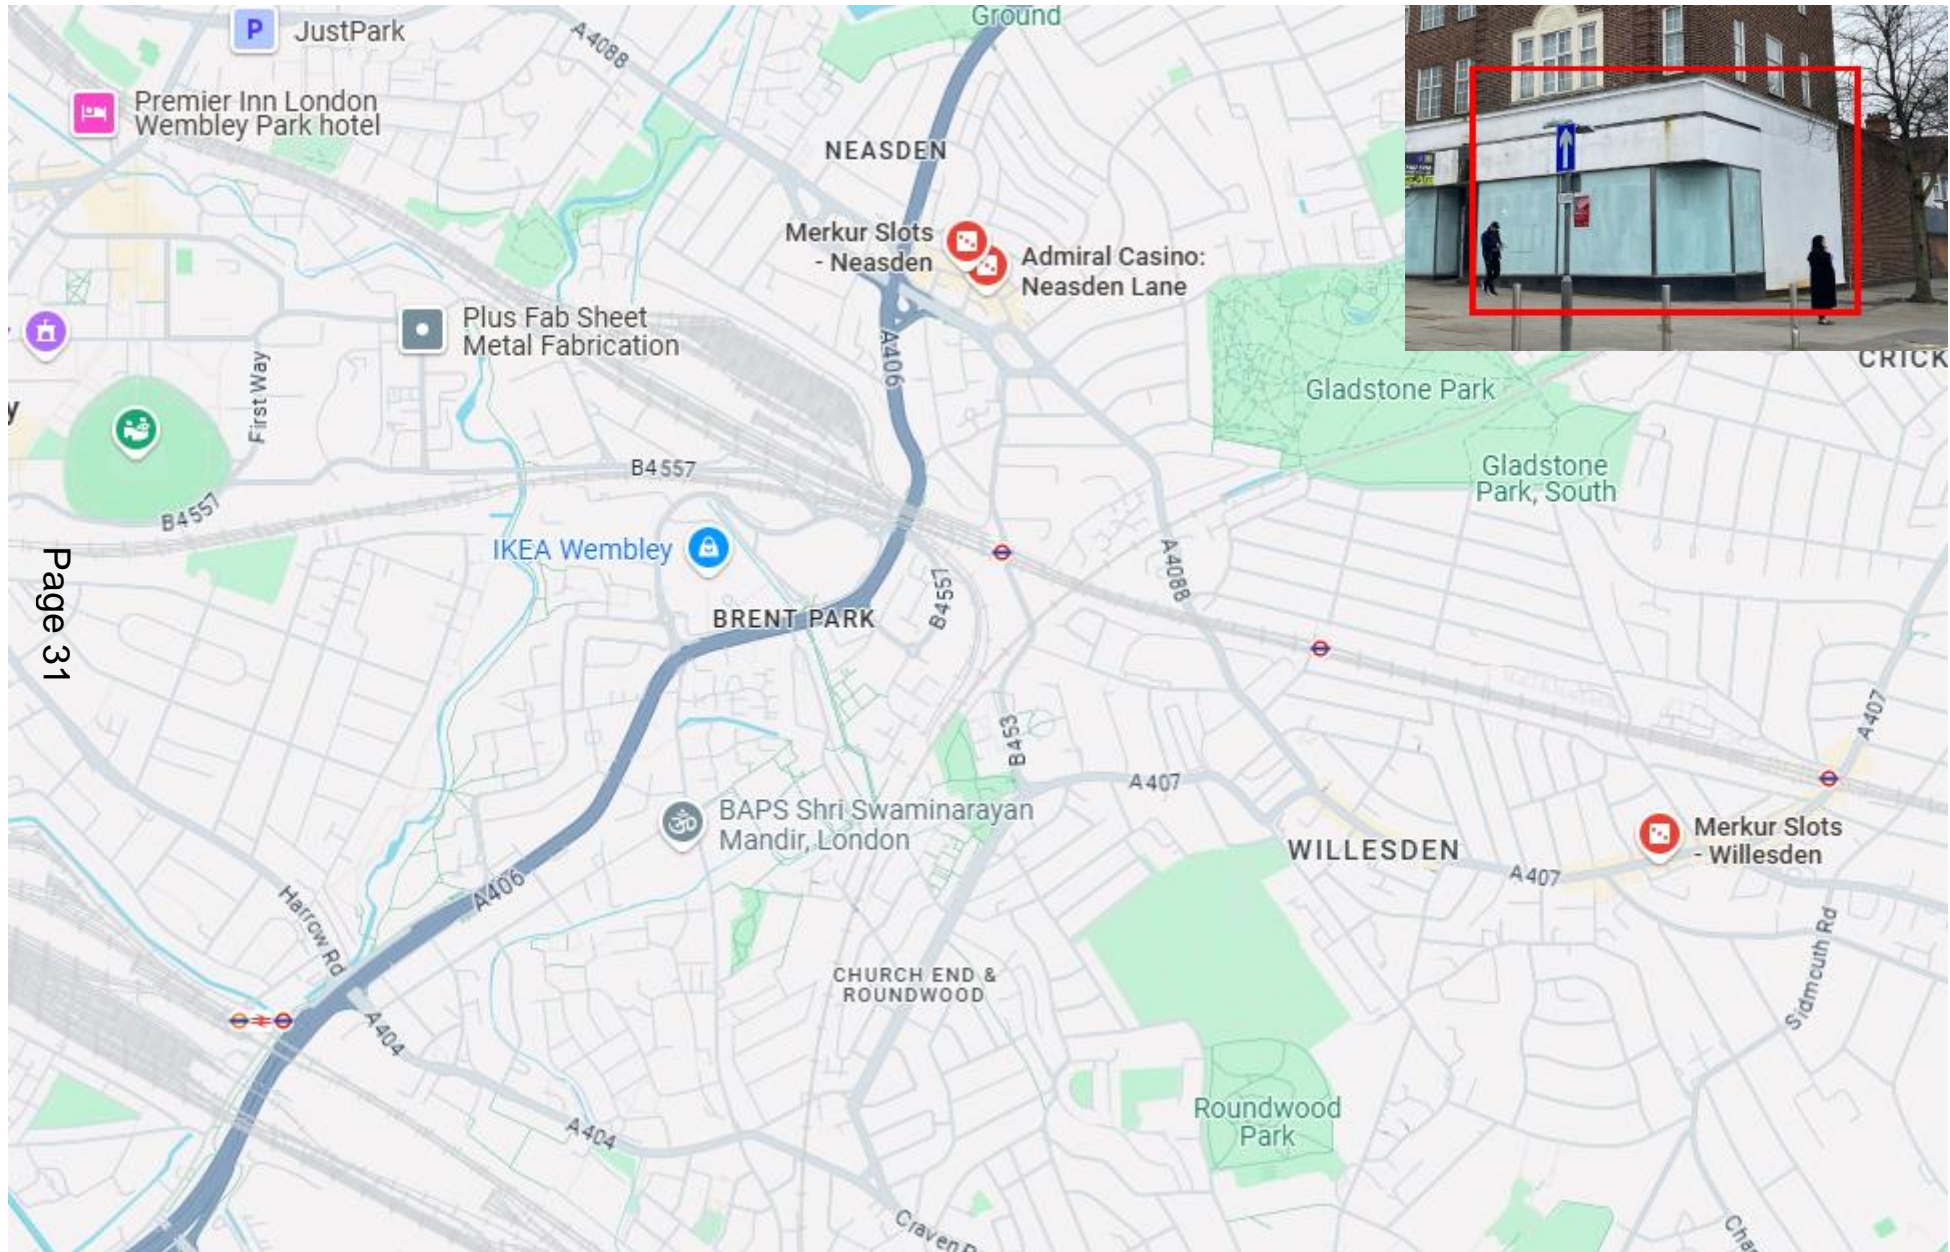 Ground
P JustPark
A4088
Premier Inn London
Wembley Park hotel
NEASDEN
Merkur Slots
- Neasden
Admiral Casino:
Neasden Lane
Plus Fab Sheet
Metal Fabrication
A406
First Way
CRICK
Gladstone Park
y
B4557
Gladstone
Park, South
B4557
IKEA Wembley
A4088
B4557
BRENT PARK
Page 31
A407
B453
A407
BAPS Shri Swaminarayan
Mandir, London
WILLESDEN
Merkur Slots
- Willesden
A407
A406
Harrow Rd
Sidmouth Rd
CHURCH END &
ROUNDWOOD
A404
Roundwood
Park
A404
Craven
Cha